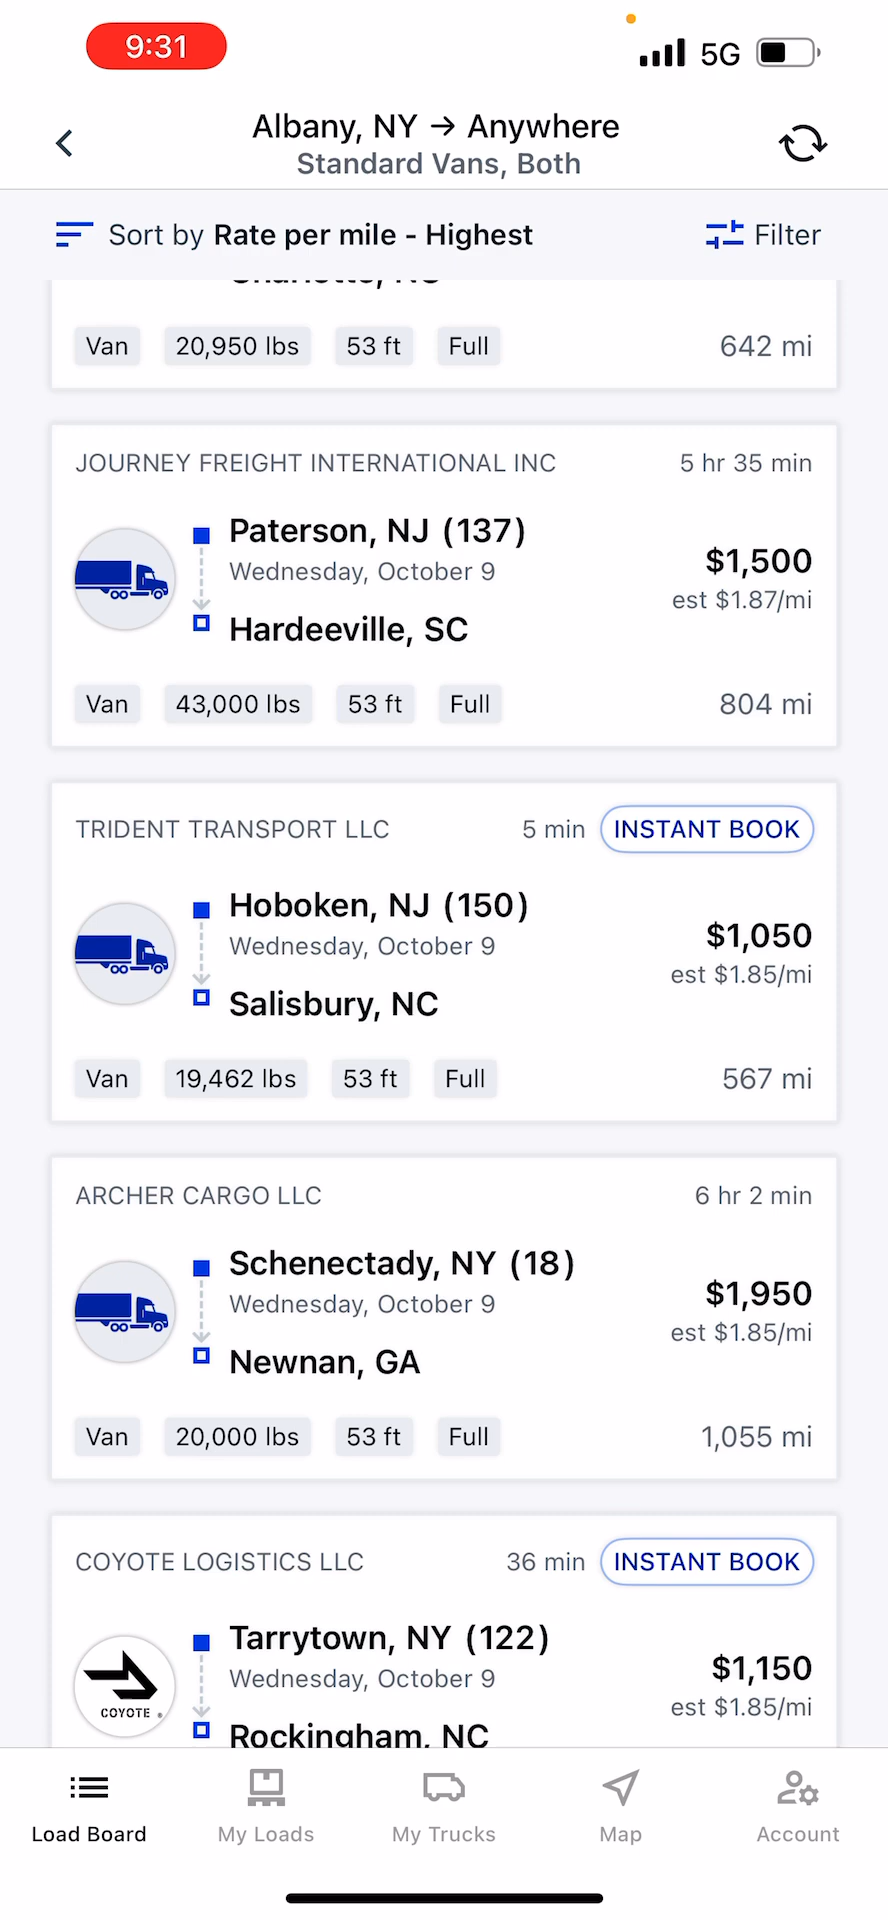 9:31
5G
Albany, NY → Anywhere
Standard Vans, Both
Sort by Rate per mile - Highest
Filter
Charlotte, NC
Van 20,950 lbs 53 ft Full 642 mi
JOURNEY FREIGHT INTERNATIONAL INC 5 hr 35 min
Paterson, NJ (137)
Wednesday, October 9
$1,500
est $1.87/mi
Hardeeville, SC
Van 43,000 lbs 53 ft Full 804 mi
TRIDENT TRANSPORT LLC 5 min INSTANT BOOK
Hoboken, NJ (150)
Wednesday, October 9
$1,050
est $1.85/mi
Salisbury, NC
Van 19,462 lbs 53 ft Full 567 mi
ARCHER CARGO LLC 6 hr 2 min
Schenectady, NY (18)
Wednesday, October 9
$1,950
est $1.85/mi
Newnan, GA
Van 20,000 lbs 53 ft Full 1,055 mi
COYOTE LOGISTICS LLC 36 min INSTANT BOOK
Tarrytown, NY (122)
Wednesday, October 9
$1,150
est $1.85/mi
COYOTE
Rockingham, NC
Load Board My Loads My Trucks Map Account